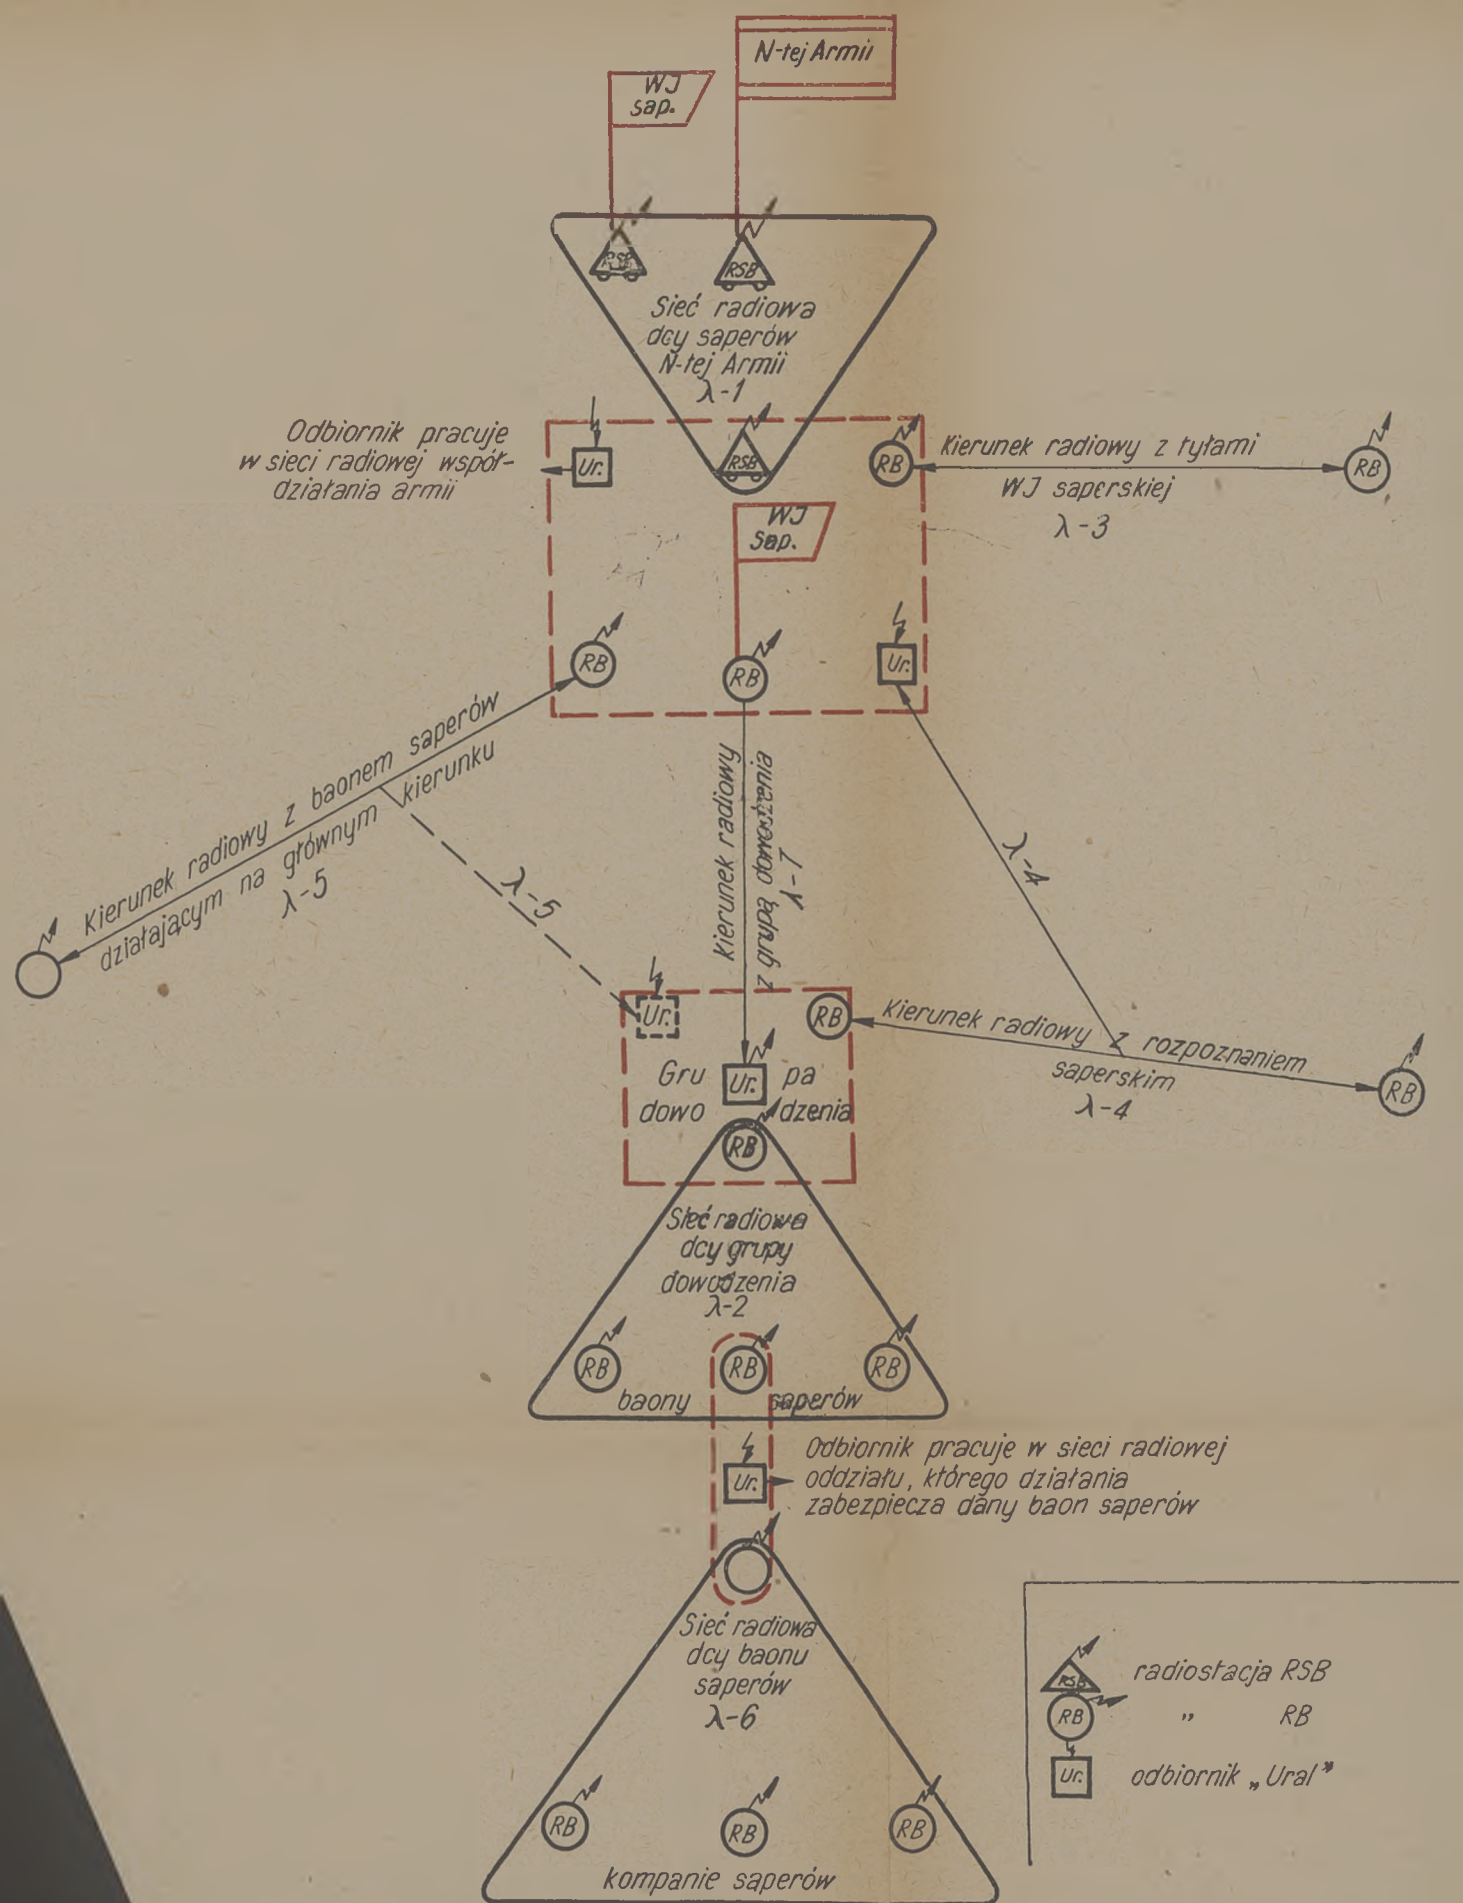 N-tej Armii
WJ
sap.
RSB
RSB
Sieć radiowa
dcy saperów
N-tej Armii
λ-1
Odbiornik pracuje
w sieci radiowej współ-
działania armii
Ur.
RSB
RB
Kierunek radiowy z tyłami
WJ saperskiej
λ-3
RB
WJ
Sap.
RB
RB
Ur.
Kierunek radiowy z baonem saperów
działającym na głównym kierunku
λ-5
λ-5
Kierunek radiowy
z grupą dowodzenia
λ-4
Ur.
RB
Kierunek radiowy z rozpoznaniem
saperskim
λ-4
RB
Gru Ur. pa
dowo dzenia
RB
Sieć radiowa
dcy grupy
dowodzenia
λ-2
RB
RB
RB
baony saperów
Ur.
Odbiornik pracuje w sieci radiowej
oddziału, którego działania
zabezpiecza dany baon saperów
Sieć radiowa
dcy baonu
saperów
λ-6
RB
RB
RB
kompanie saperów
RSB radiostacja RSB
RB „ RB
Ur. odbiornik „Ural”